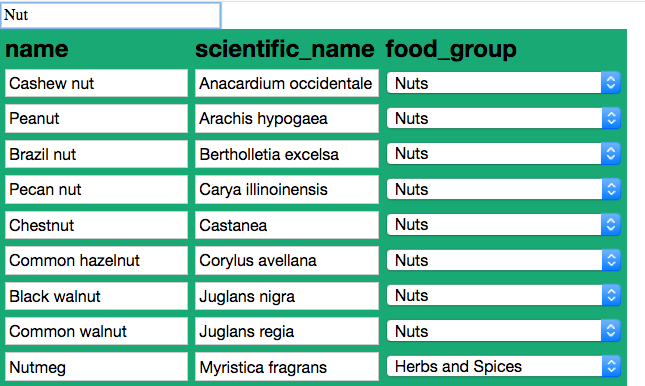 Nut
name scientific_name food_group
Cashew nut Anacardium occidentale Nuts
Peanut Arachis hypogaea Nuts
Brazil nut Bertholletia excelsa Nuts
Pecan nut Carya illinoinensis Nuts
Chestnut Castanea Nuts
Common hazelnut Corylus avellana Nuts
Black walnut Juglans nigra Nuts
Common walnut Juglans regia Nuts
Nutmeg Myristica fragrans Herbs and Spices